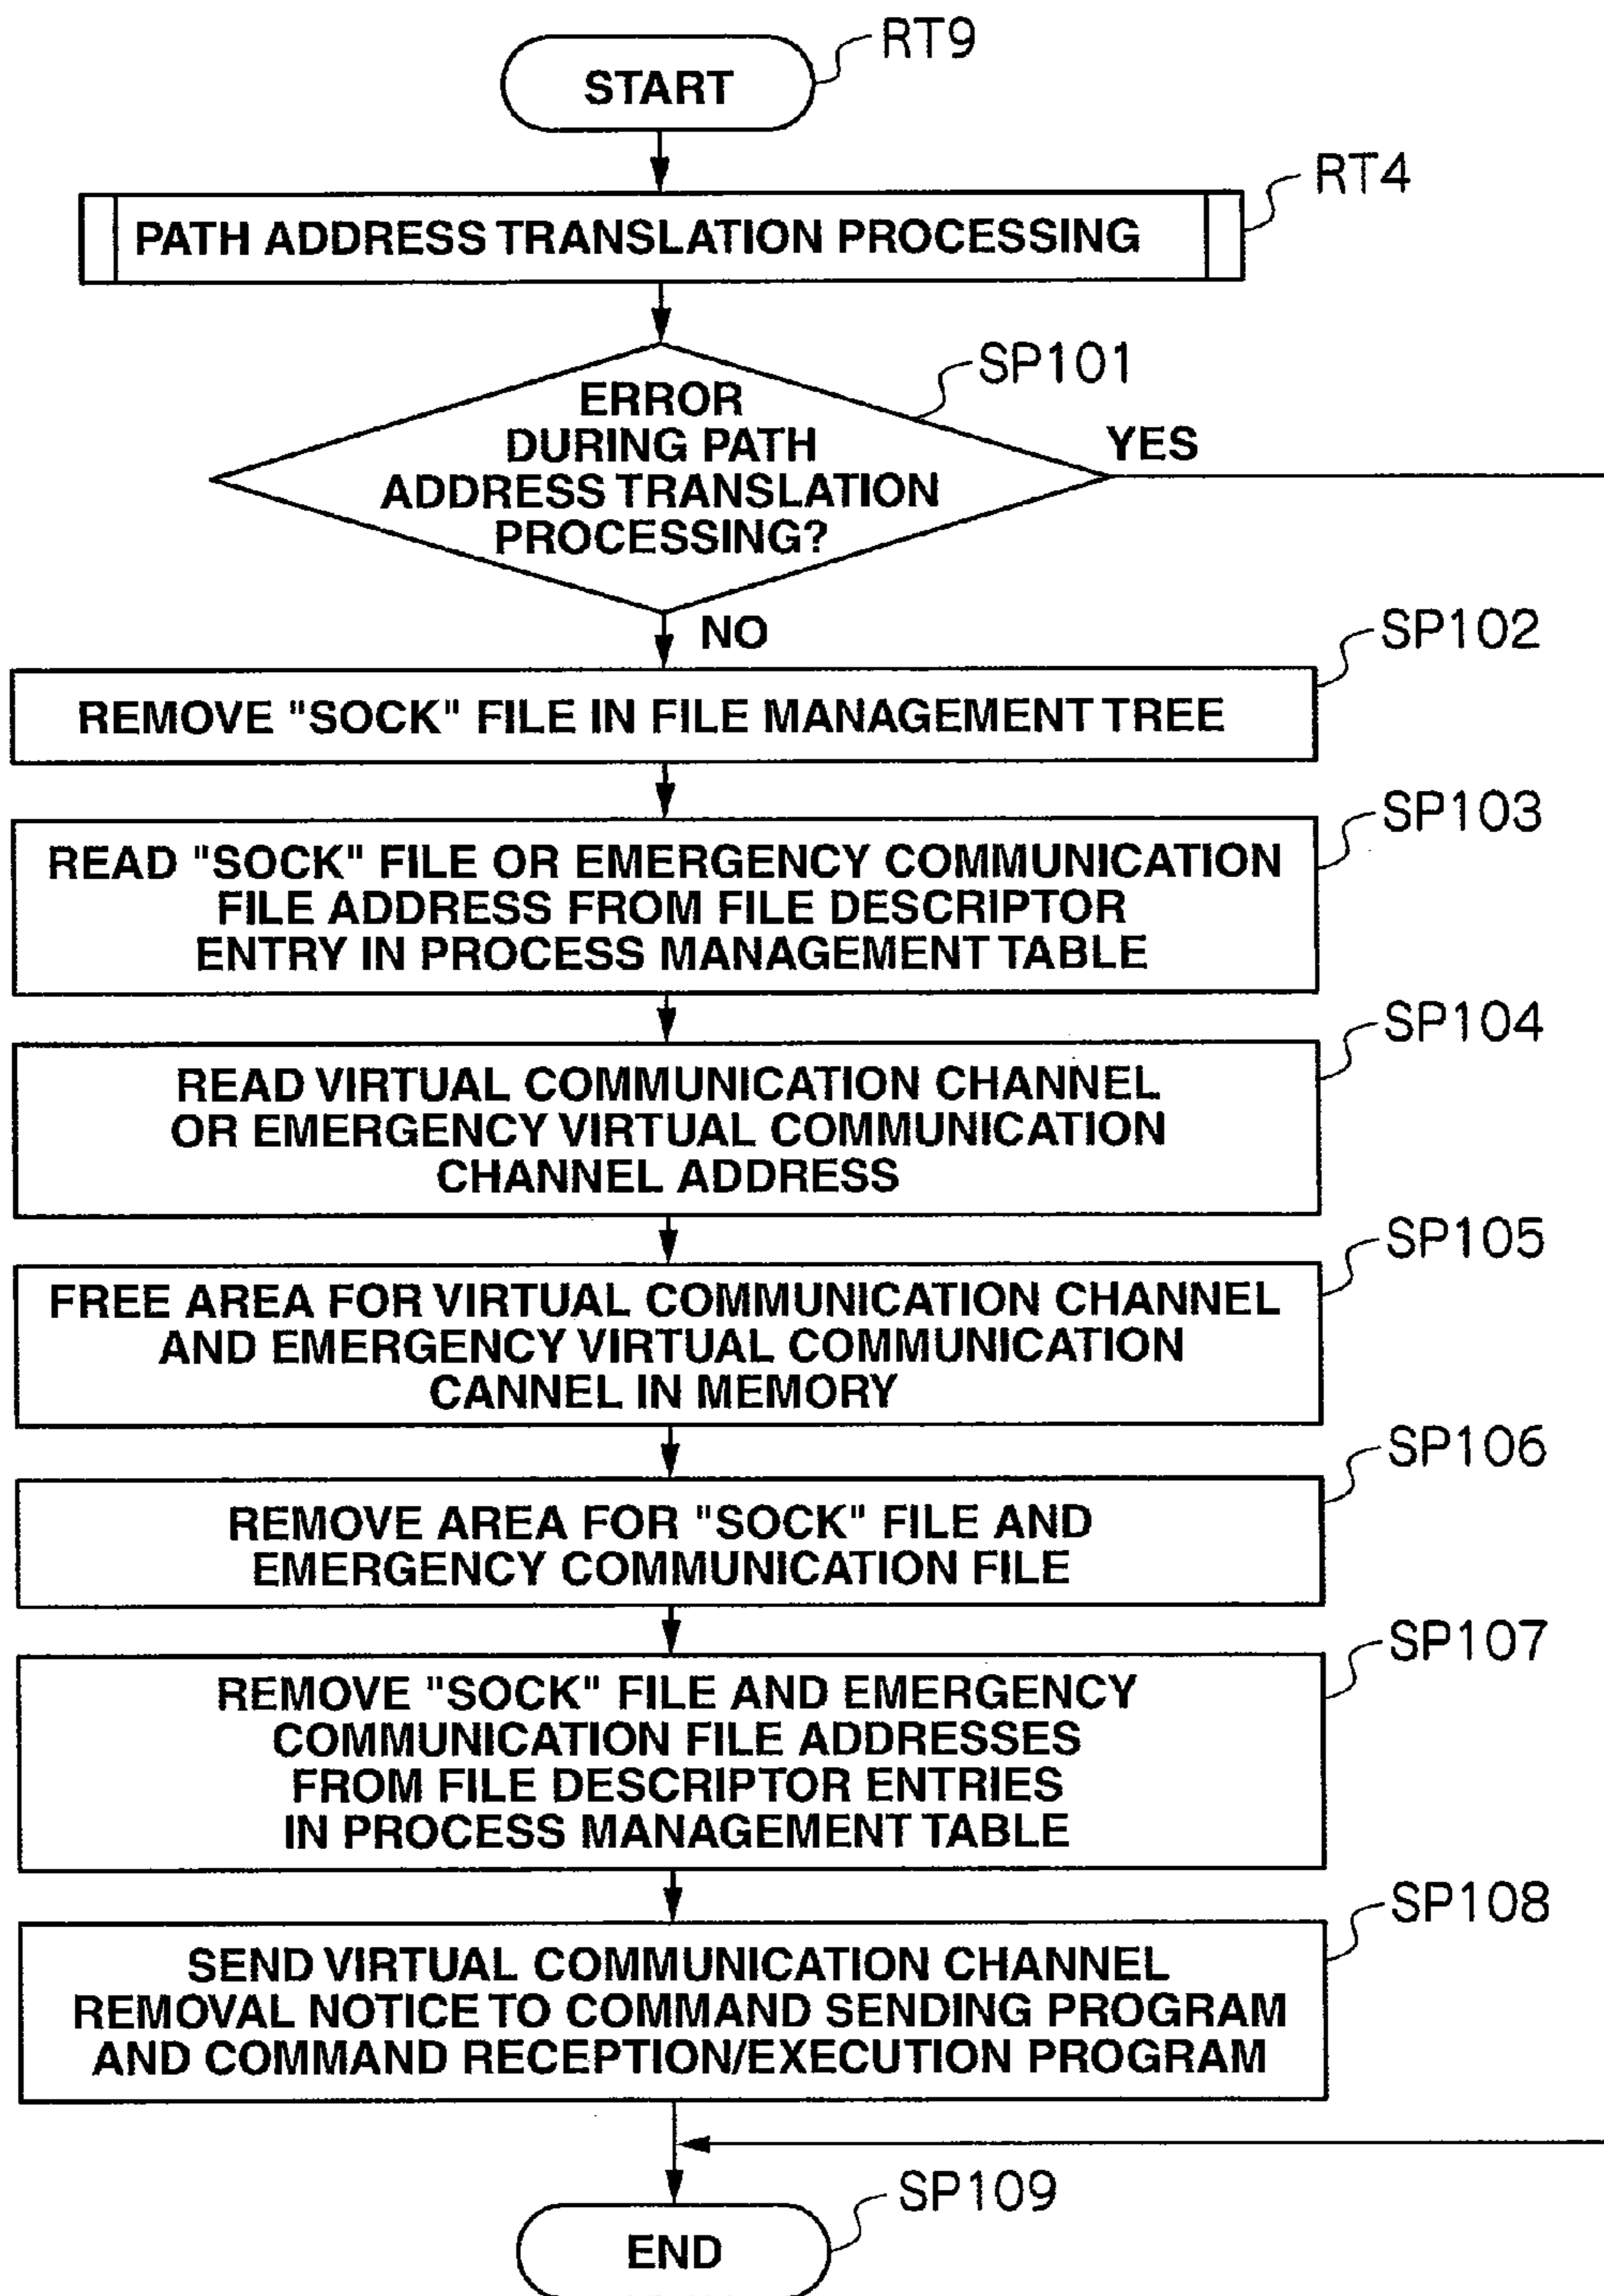 RT9
START
RT4
PATH ADDRESS TRANSLATION PROCESSING
SP101
ERROR
DURING PATH
ADDRESS TRANSLATION
PROCESSING?
YES
NO
SP102
REMOVE "SOCK" FILE IN FILE MANAGEMENT TREE
SP103
READ "SOCK" FILE OR EMERGENCY COMMUNICATION
FILE ADDRESS FROM FILE DESCRIPTOR
ENTRY IN PROCESS MANAGEMENT TABLE
SP104
READ VIRTUAL COMMUNICATION CHANNEL
OR EMERGENCY VIRTUAL COMMUNICATION
CHANNEL ADDRESS
SP105
FREE AREA FOR VIRTUAL COMMUNICATION CHANNEL
AND EMERGENCY VIRTUAL COMMUNICATION
CANNEL IN MEMORY
SP106
REMOVE AREA FOR "SOCK" FILE AND
EMERGENCY COMMUNICATION FILE
SP107
REMOVE "SOCK" FILE AND EMERGENCY
COMMUNICATION FILE ADDRESSES
FROM FILE DESCRIPTOR ENTRIES
IN PROCESS MANAGEMENT TABLE
SP108
SEND VIRTUAL COMMUNICATION CHANNEL
REMOVAL NOTICE TO COMMAND SENDING PROGRAM
AND COMMAND RECEPTION/EXECUTION PROGRAM
SP109
END